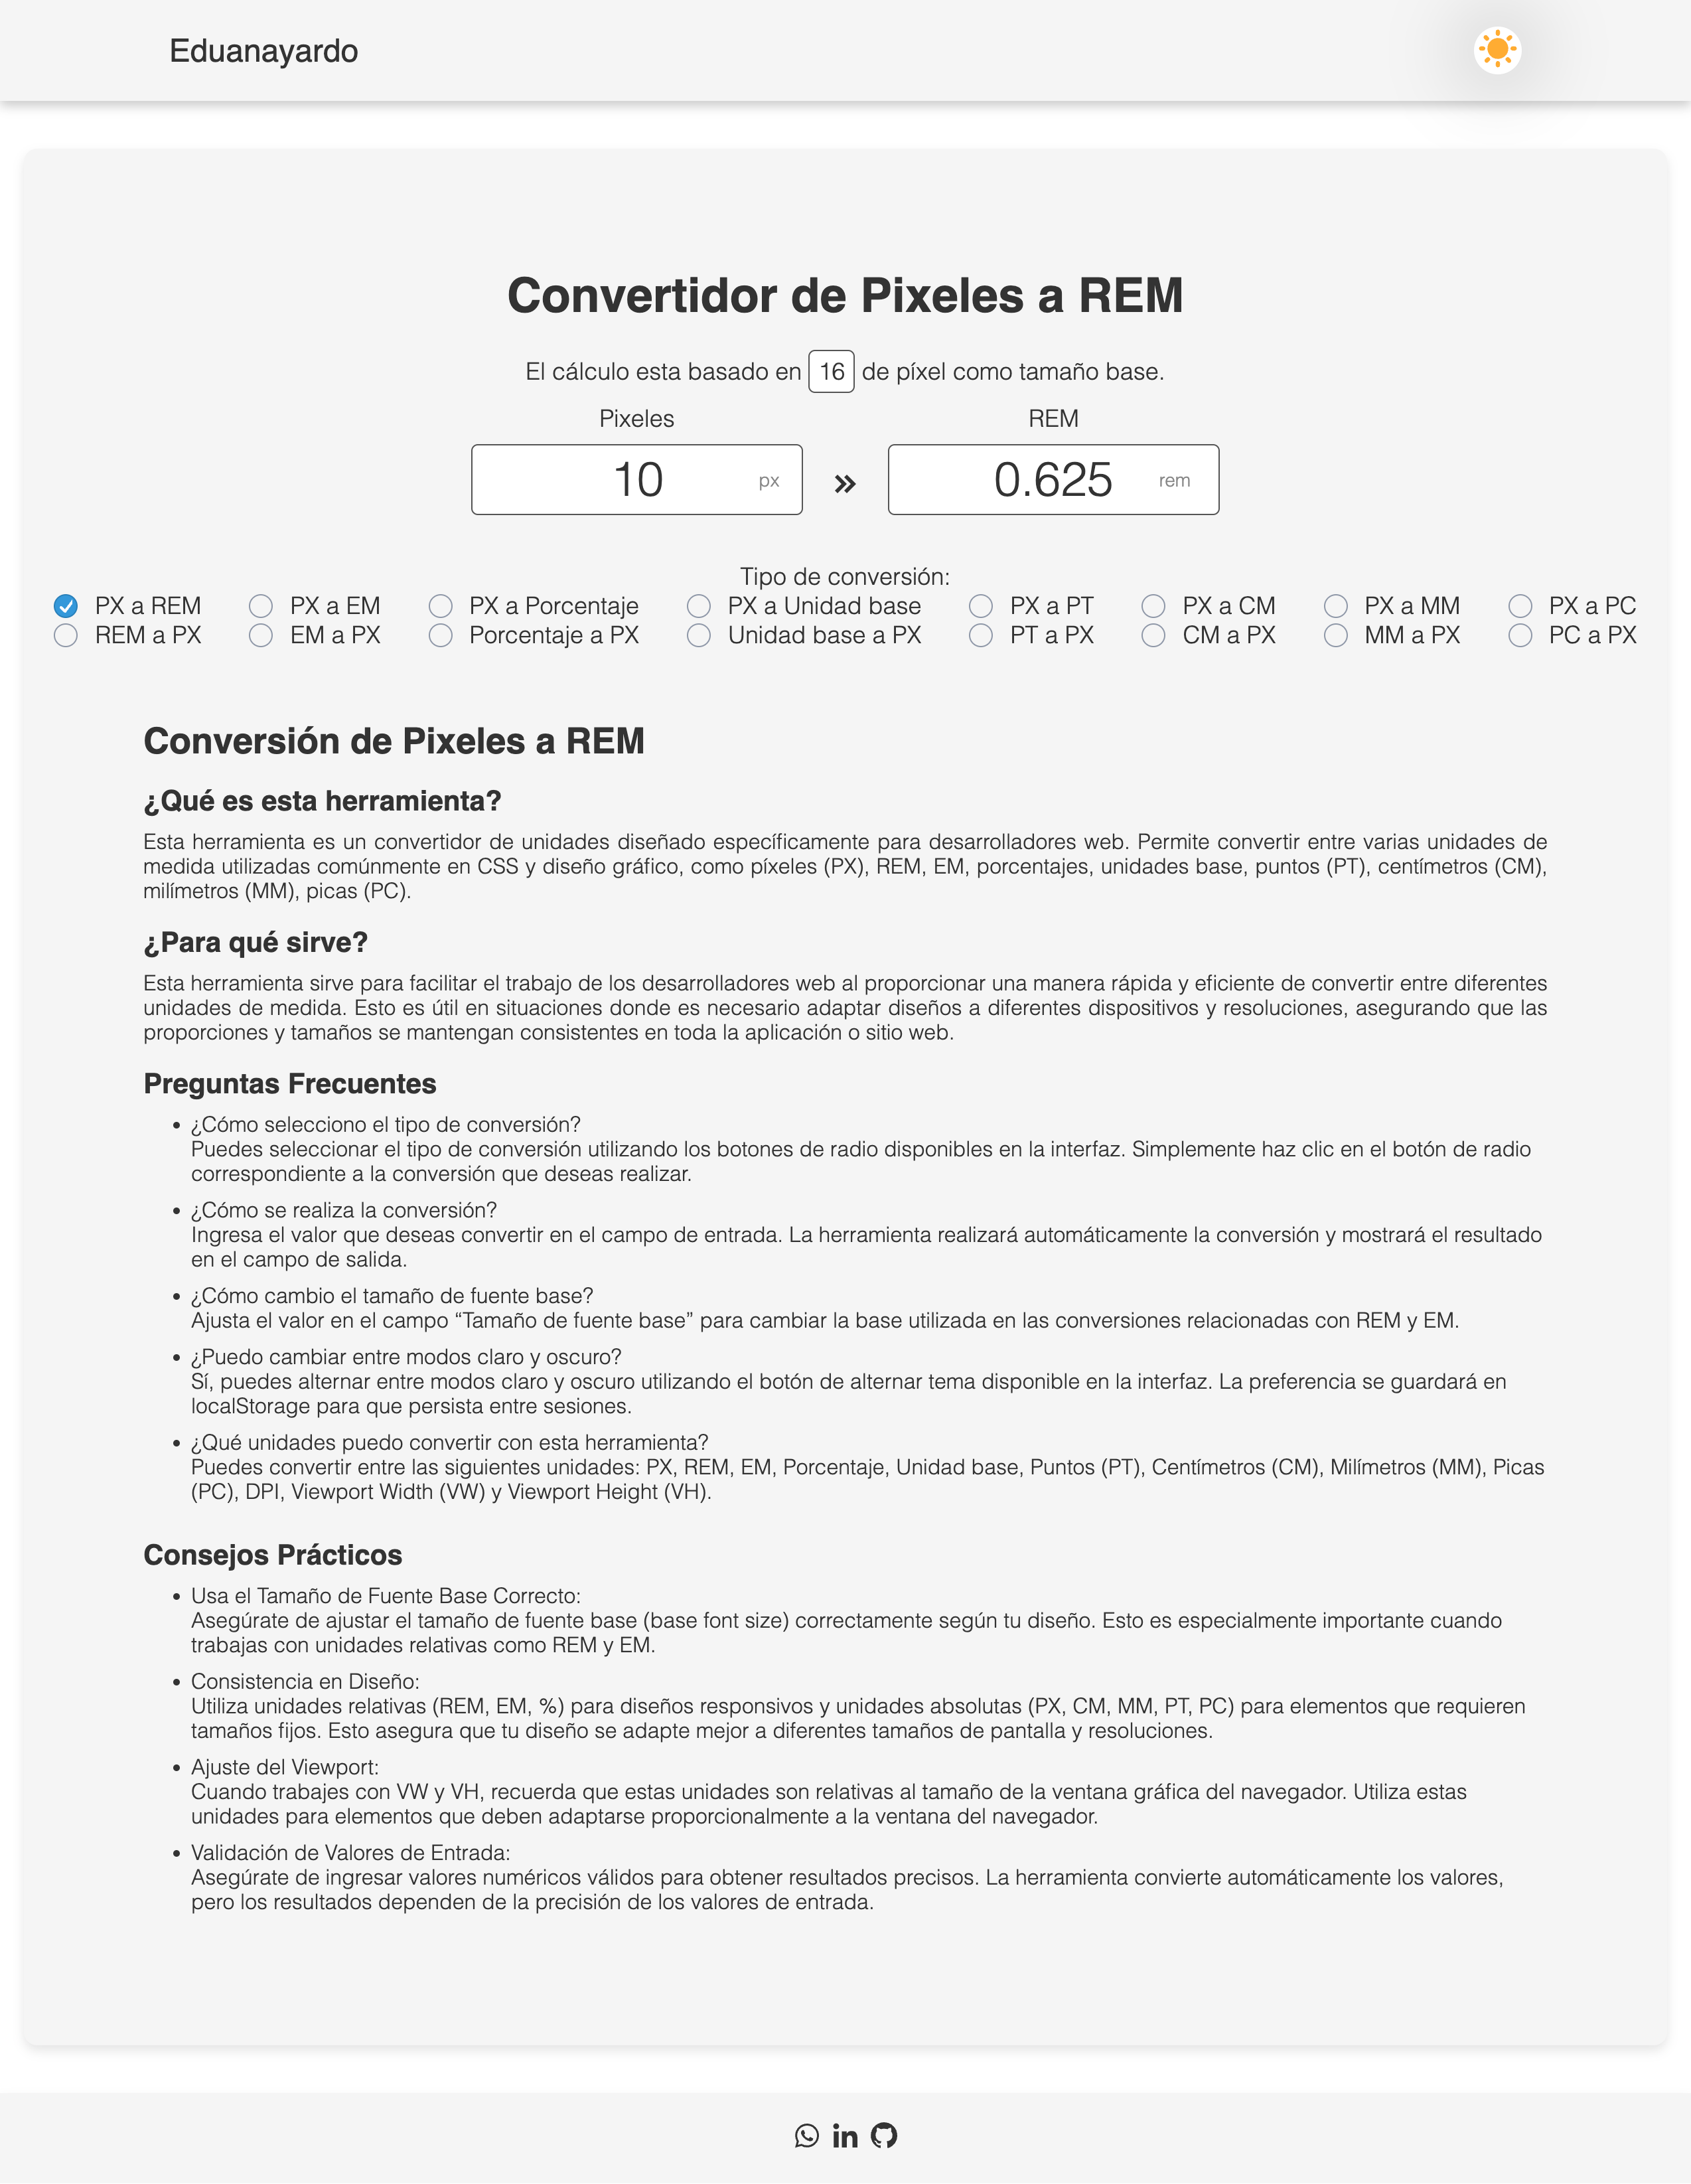 Eduanayardo
Convertidor de Pixeles a REM
El cálculo esta basado en 16 de píxel como tamaño base.
Pixeles
REM
10 px
0.625 rem
Tipo de conversión:
PX a REM PX a EM PX a Porcentaje PX a Unidad base PX a PT PX a CM PX a MM PX a PC
REM a PX EM a PX Porcentaje a PX Unidad base a PX PT a PX CM a PX MM a PX PC a PX
Conversión de Pixeles a REM
¿Qué es esta herramienta?
Esta herramienta es un convertidor de unidades diseñado específicamente para desarrolladores web. Permite convertir entre varias unidades de
medida utilizadas comúnmente en CSS y diseño gráfico, como píxeles (PX), REM, EM, porcentajes, unidades base, puntos (PT), centímetros (CM),
milímetros (MM), picas (PC).
¿Para qué sirve?
Esta herramienta sirve para facilitar el trabajo de los desarrolladores web al proporcionar una manera rápida y eficiente de convertir entre diferentes
unidades de medida. Esto es útil en situaciones donde es necesario adaptar diseños a diferentes dispositivos y resoluciones, asegurando que las
proporciones y tamaños se mantengan consistentes en toda la aplicación o sitio web.
Preguntas Frecuentes
• ¿Cómo selecciono el tipo de conversión?
Puedes seleccionar el tipo de conversión utilizando los botones de radio disponibles en la interfaz. Simplemente haz clic en el botón de radio
correspondiente a la conversión que deseas realizar.
• ¿Cómo se realiza la conversión?
Ingresa el valor que deseas convertir en el campo de entrada. La herramienta realizará automáticamente la conversión y mostrará el resultado
en el campo de salida.
• ¿Cómo cambio el tamaño de fuente base?
Ajusta el valor en el campo “Tamaño de fuente base” para cambiar la base utilizada en las conversiones relacionadas con REM y EM.
• ¿Puedo cambiar entre modos claro y oscuro?
Sí, puedes alternar entre modos claro y oscuro utilizando el botón de alternar tema disponible en la interfaz. La preferencia se guardará en
localStorage para que persista entre sesiones.
• ¿Qué unidades puedo convertir con esta herramienta?
Puedes convertir entre las siguientes unidades: PX, REM, EM, Porcentaje, Unidad base, Puntos (PT), Centímetros (CM), Milímetros (MM), Picas
(PC), DPI, Viewport Width (VW) y Viewport Height (VH).
Consejos Prácticos
• Usa el Tamaño de Fuente Base Correcto:
Asegúrate de ajustar el tamaño de fuente base (base font size) correctamente según tu diseño. Esto es especialmente importante cuando
trabajas con unidades relativas como REM y EM.
• Consistencia en Diseño:
Utiliza unidades relativas (REM, EM, %) para diseños responsivos y unidades absolutas (PX, CM, MM, PT, PC) para elementos que requieren
tamaños fijos. Esto asegura que tu diseño se adapte mejor a diferentes tamaños de pantalla y resoluciones.
• Ajuste del Viewport:
Cuando trabajes con VW y VH, recuerda que estas unidades son relativas al tamaño de la ventana gráfica del navegador. Utiliza estas
unidades para elementos que deben adaptarse proporcionalmente a la ventana del navegador.
• Validación de Valores de Entrada:
Asegúrate de ingresar valores numéricos válidos para obtener resultados precisos. La herramienta convierte automáticamente los valores,
pero los resultados dependen de la precisión de los valores de entrada.